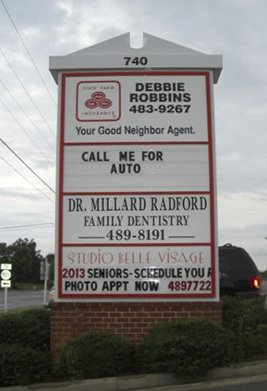 740
STATE FARM
INSURANCE
DEBBIE
ROBBINS
483-9267
Your Good Neighbor Agent.
CALL ME FOR
AUTO
DR. MILLARD RADFORD
FAMILY DENTISTRY
489-8191
STUDIO BELLE VISAGE
2013 SENIORS-SCHEDULE YOU R
PHOTO APPT NOW 4897722